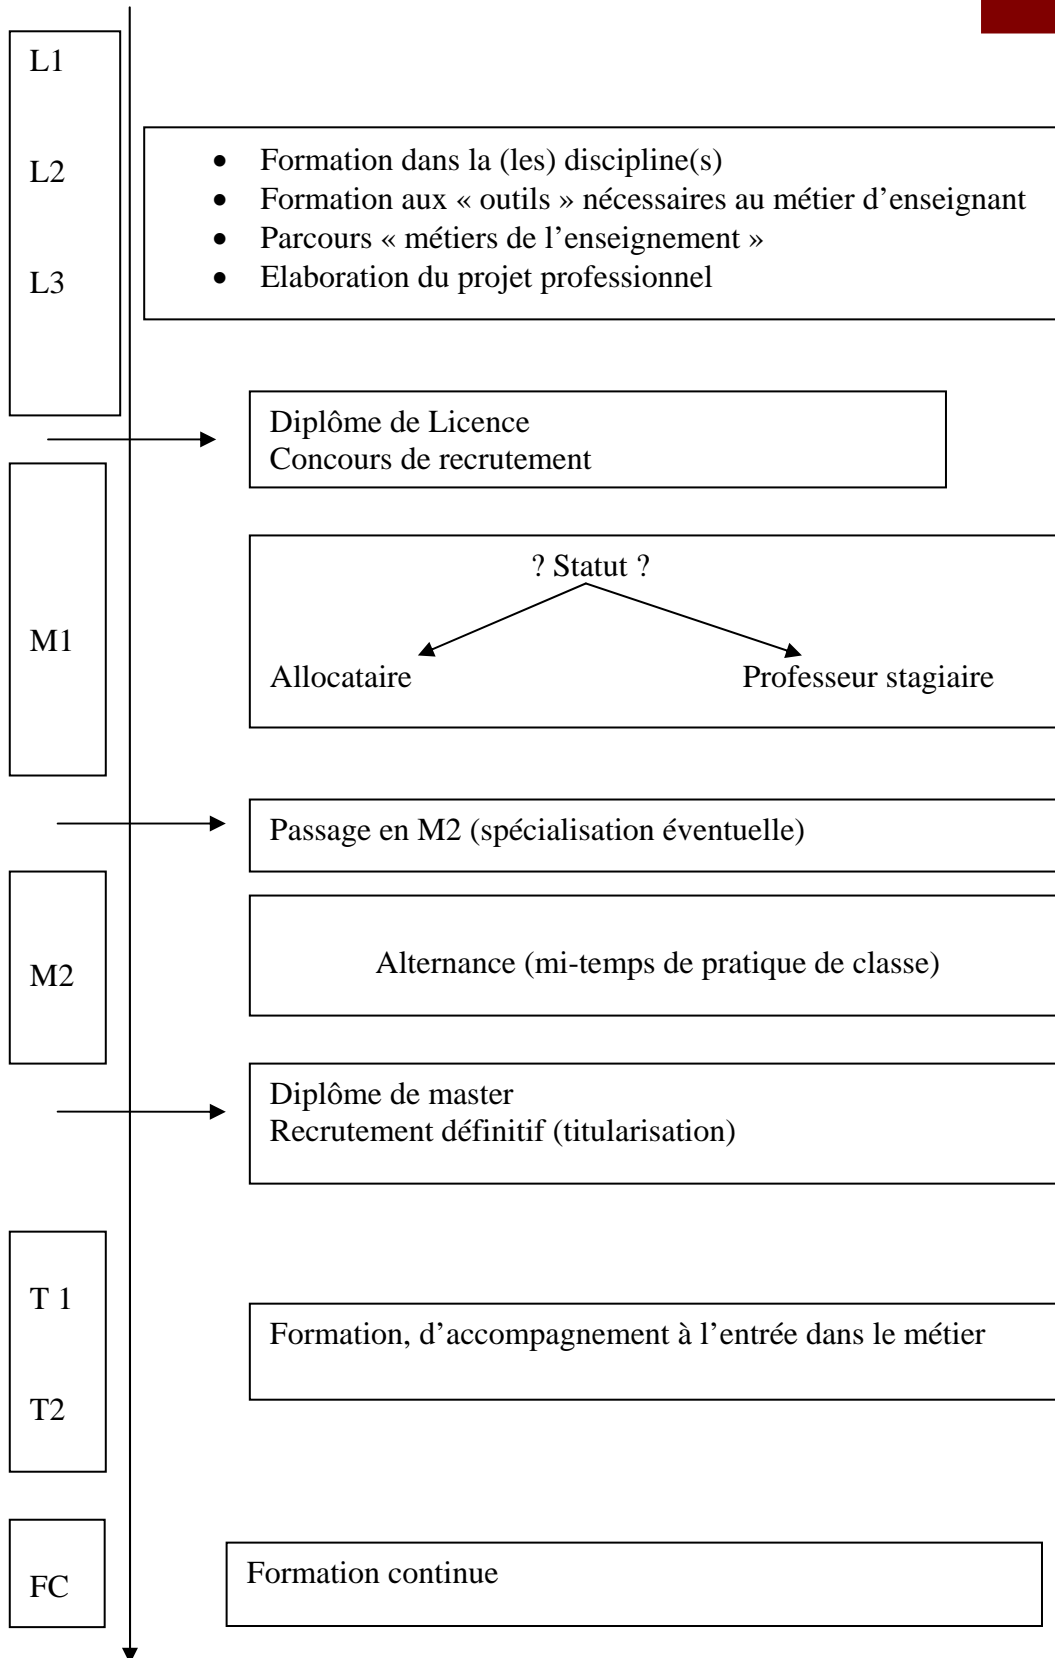 L1
L2
L3
• Formation dans la (les) discipline(s)
• Formation aux « outils » nécessaires au métier d’enseignant
• Parcours « métiers de l’enseignement »
• Elaboration du projet professionnel
Diplôme de Licence
Concours de recrutement
M1
? Statut ?
Allocataire
Professeur stagiaire
Passage en M2 (spécialisation éventuelle)
M2
Alternance (mi-temps de pratique de classe)
Diplôme de master
Recrutement définitif (titularisation)
T 1
T2
Formation, d’accompagnement à l’entrée dans le métier
FC
Formation continue